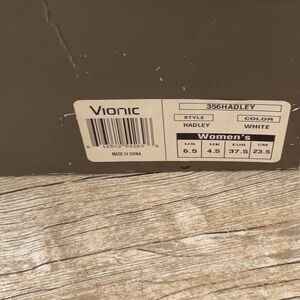 VIONIC
MADE IN CHINA
356HADLEY
STYLE COLOR
HADLEY WHITE
Women's
US UK EUR CM
6.5 4.5 37.5 23.5